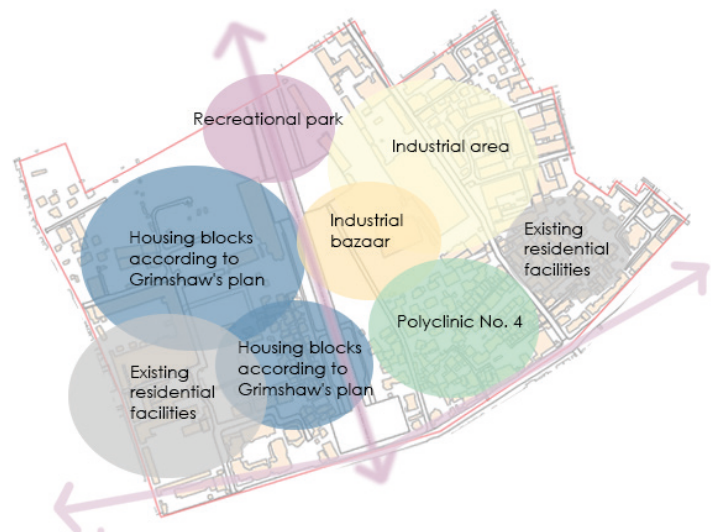 Recreational park
Industrial area
Industrial
bazaar
Existing
residential
facilities
Housing blocks
according to
Grimshaw's plan
Polyclinic No. 4
Housing blocks
according to
Grimshaw's plan
Existing
residential
facilities